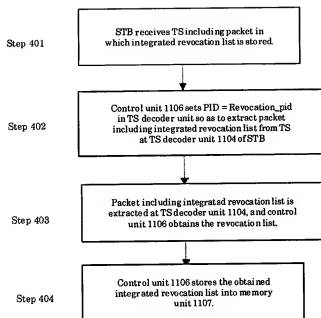 Step 401
STB receives TS including packet in
which integrated revocation list is stored.
Step 402
Control unit 1106 sets PID = Revocation_pid
in TS decoder unit so as to extract packet
including integrated revocation list from TS
at TS decoder unit 1104 of STB
Step 403
Packet including integrated revocation list is
extracted at TS decoder unit 1104, and control
unit 1106 obtains the revocation list.
Step 404
Control unit 1106 stores the obtained
integrated revocation list into memory
unit 1107.